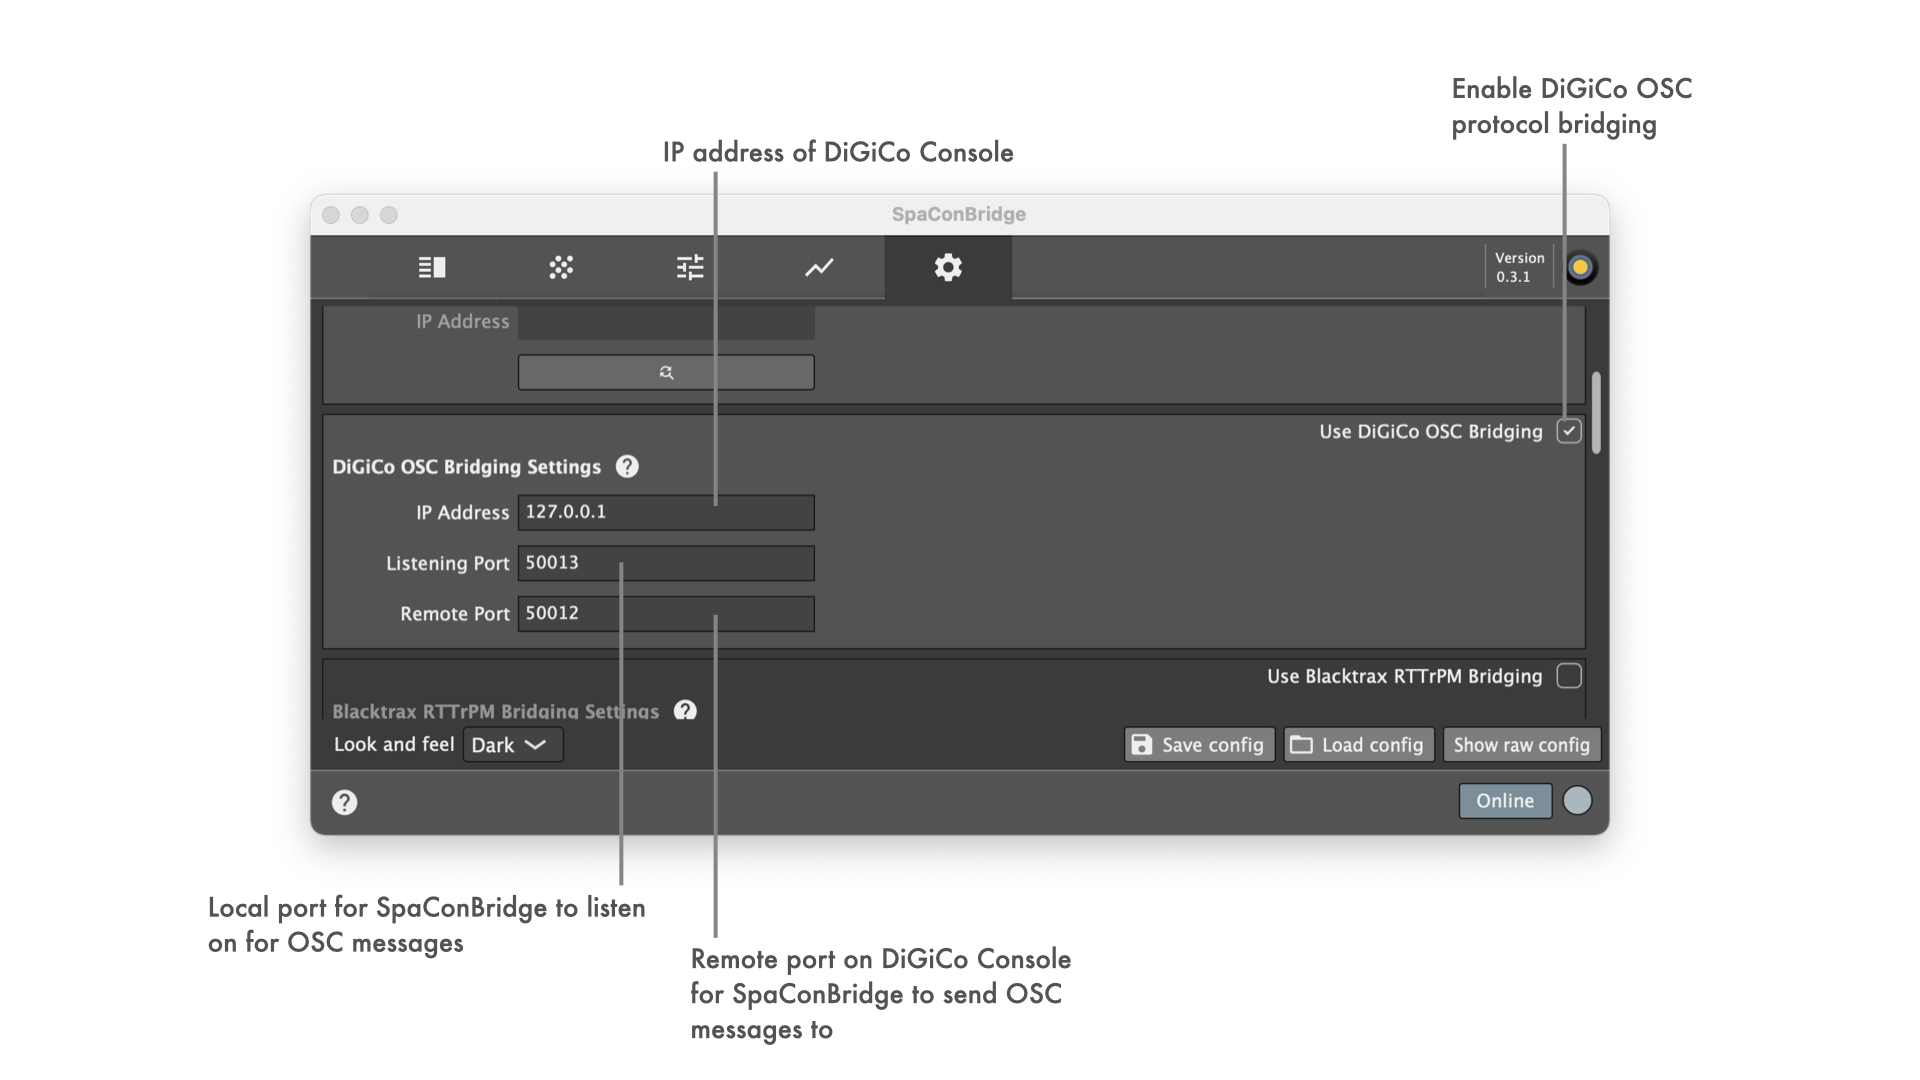 Enable DiGiCo OSC
protocol bridging
IP address of DiGiCo Console
SpaConBridge
Version
0.3.1
IP Address
Use DiGiCo OSC Bridging
DiGiCo OSC Bridging Settings ?
IP Address 127.0.0.1
Listening Port 50013
Remote Port 50012
Use Blacktrax RTTrPM Bridging
Blacktrax RTTrPM Bridging Settings ?
Look and feel Dark
Save config Load config Show raw config
? Online
Local port for SpaConBridge to listen
on for OSC messages
Remote port on DiGiCo Console
for SpaConBridge to send OSC
messages to